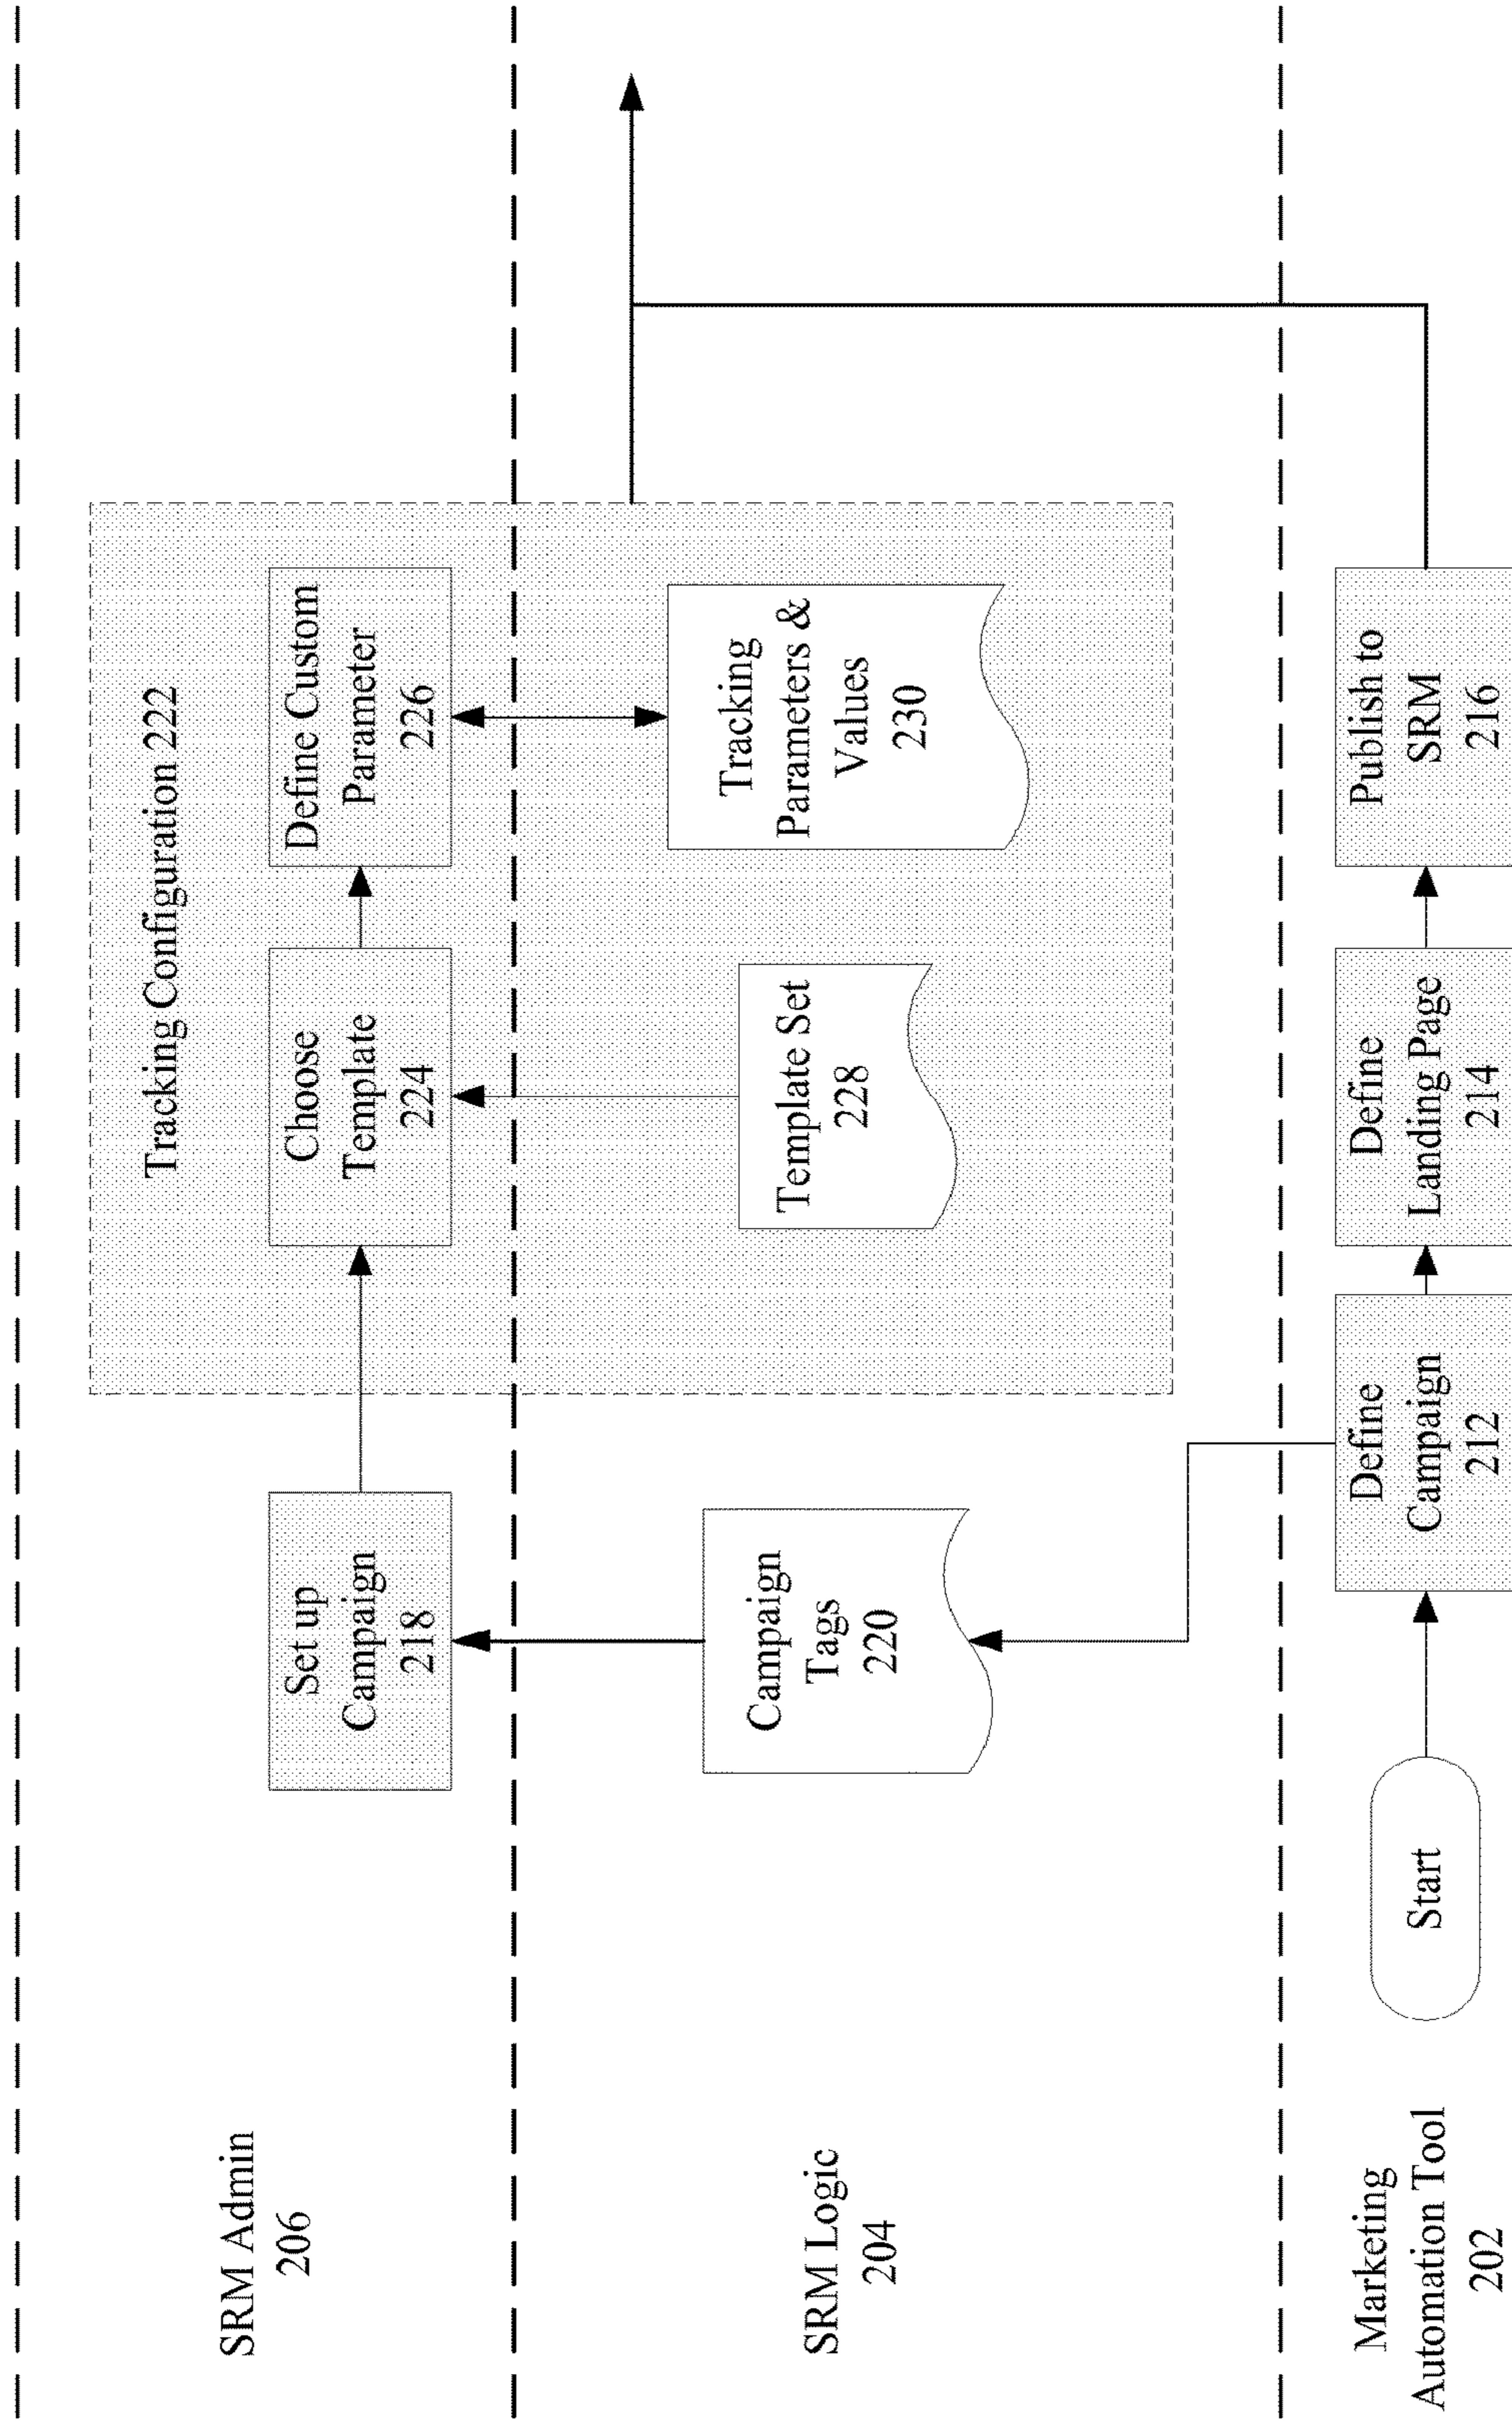 SRM Admin
206
Set up
Campaign
218
Tracking Configuration 222
Choose
Template
224
Define Custom
Parameter
226
SRM Logic
204
Campaign
Tags
220
Template Set
228
Tracking
Parameters &
Values
230
Marketing
Automation Tool
202
Start
Define
Campaign
212
Define
Landing Page
214
Publish to
SRM
216